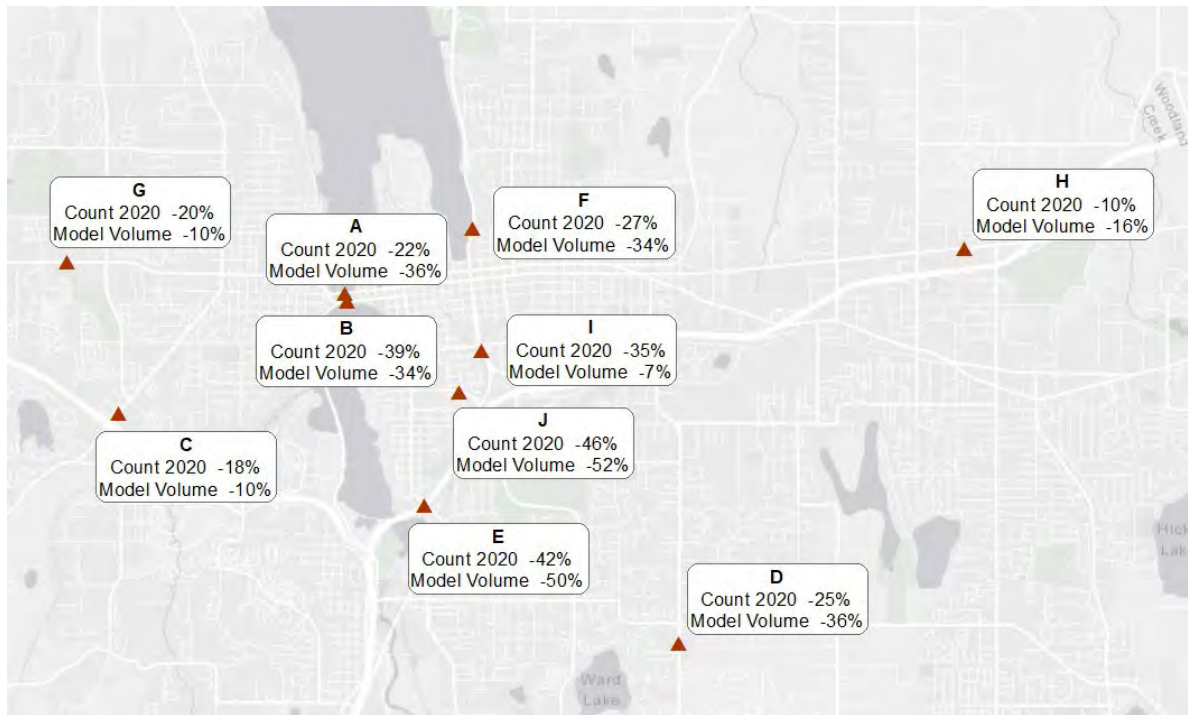 Woodland
Creek
G
Count 2020 -20%
Model Volume -10%
A
Count 2020 -22%
Model Volume -36%
F
Count 2020 -27%
Model Volume -34%
H
Count 2020 -10%
Model Volume -16%
B
Count 2020 -39%
Model Volume -34%
I
Count 2020 -35%
Model Volume -7%
C
Count 2020 -18%
Model Volume -10%
J
Count 2020 -46%
Model Volume -52%
E
Count 2020 -42%
Model Volume -50%
D
Count 2020 -25%
Model Volume -36%
Hick
Lak
Ward
Lake